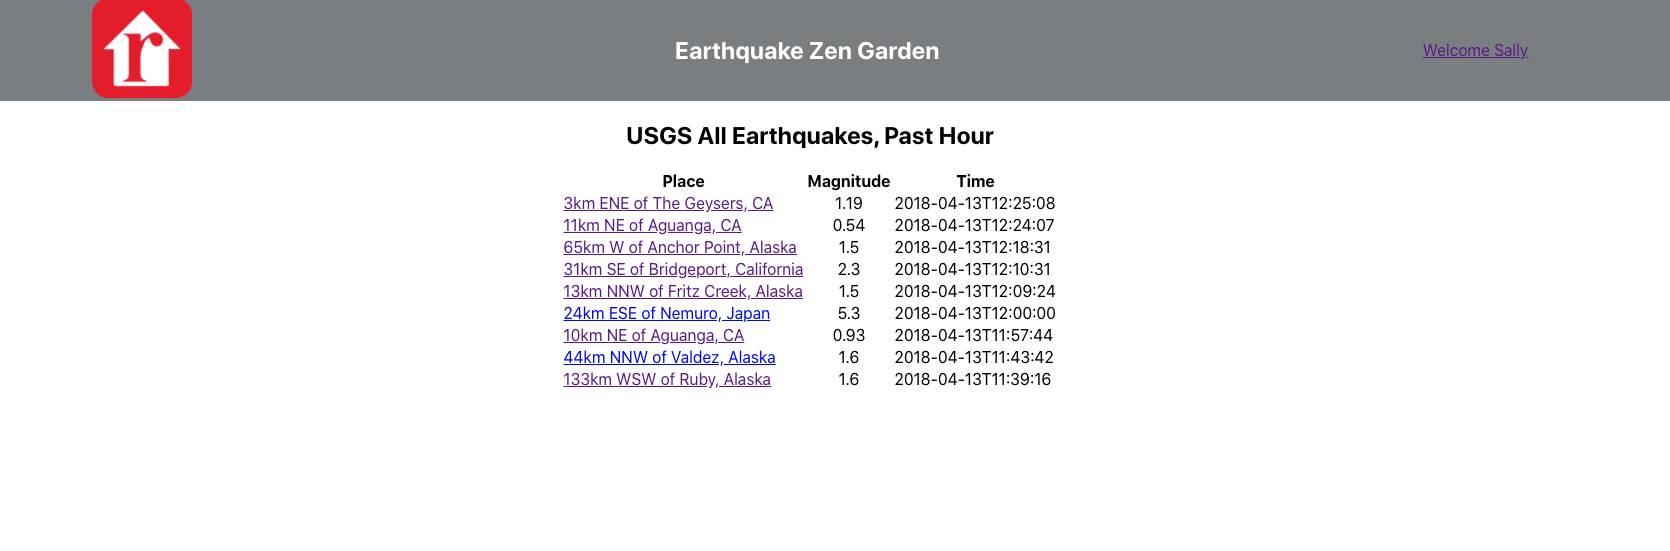 r
Earthquake Zen Garden
Welcome Sally
USGS All Earthquakes, Past Hour
Place Magnitude Time
3km ENE of The Geysers, CA 1.19 2018-04-13T12:25:08
11km NE of Aguanga, CA 0.54 2018-04-13T12:24:07
65km W of Anchor Point, Alaska 1.5 2018-04-13T12:18:31
31km SE of Bridgeport, California 2.3 2018-04-13T12:10:31
13km NNW of Fritz Creek, Alaska 1.5 2018-04-13T12:09:24
24km ESE of Nemuro, Japan 5.3 2018-04-13T12:00:00
10km NE of Aguanga, CA 0.93 2018-04-13T11:57:44
44km NNW of Valdez, Alaska 1.6 2018-04-13T11:43:42
133km WSW of Ruby, Alaska 1.6 2018-04-13T11:39:16